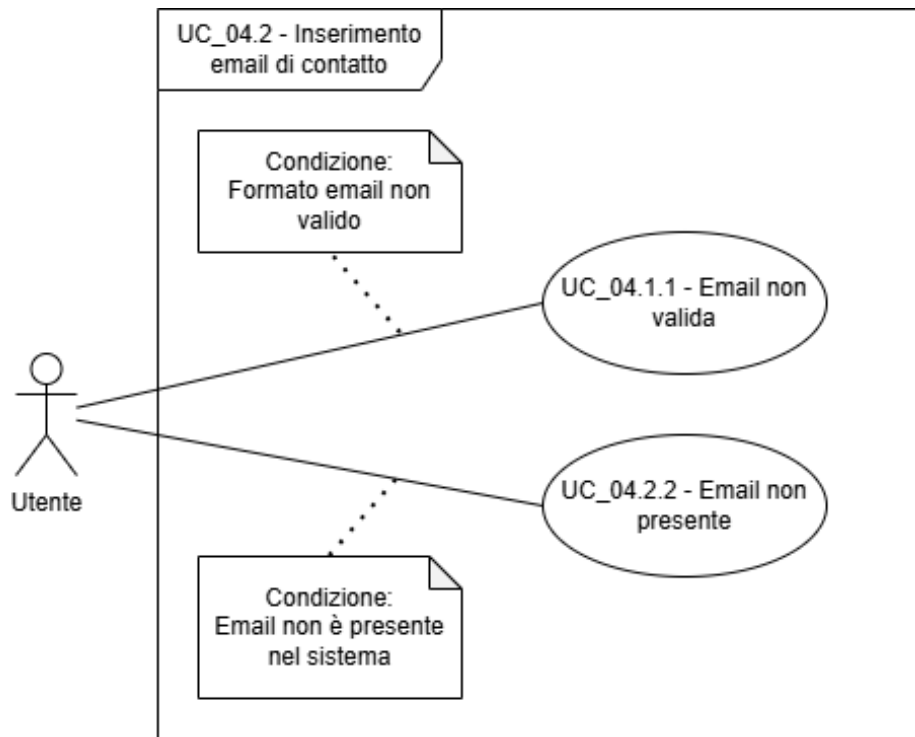 UC_04.2 - Inserimento
email di contatto
Condizione:
Formato email non
valido
UC_04.1.1 - Email non
valida
Utente
UC_04.2.2 - Email non
presente
Condizione:
Email non è presente
nel sistema